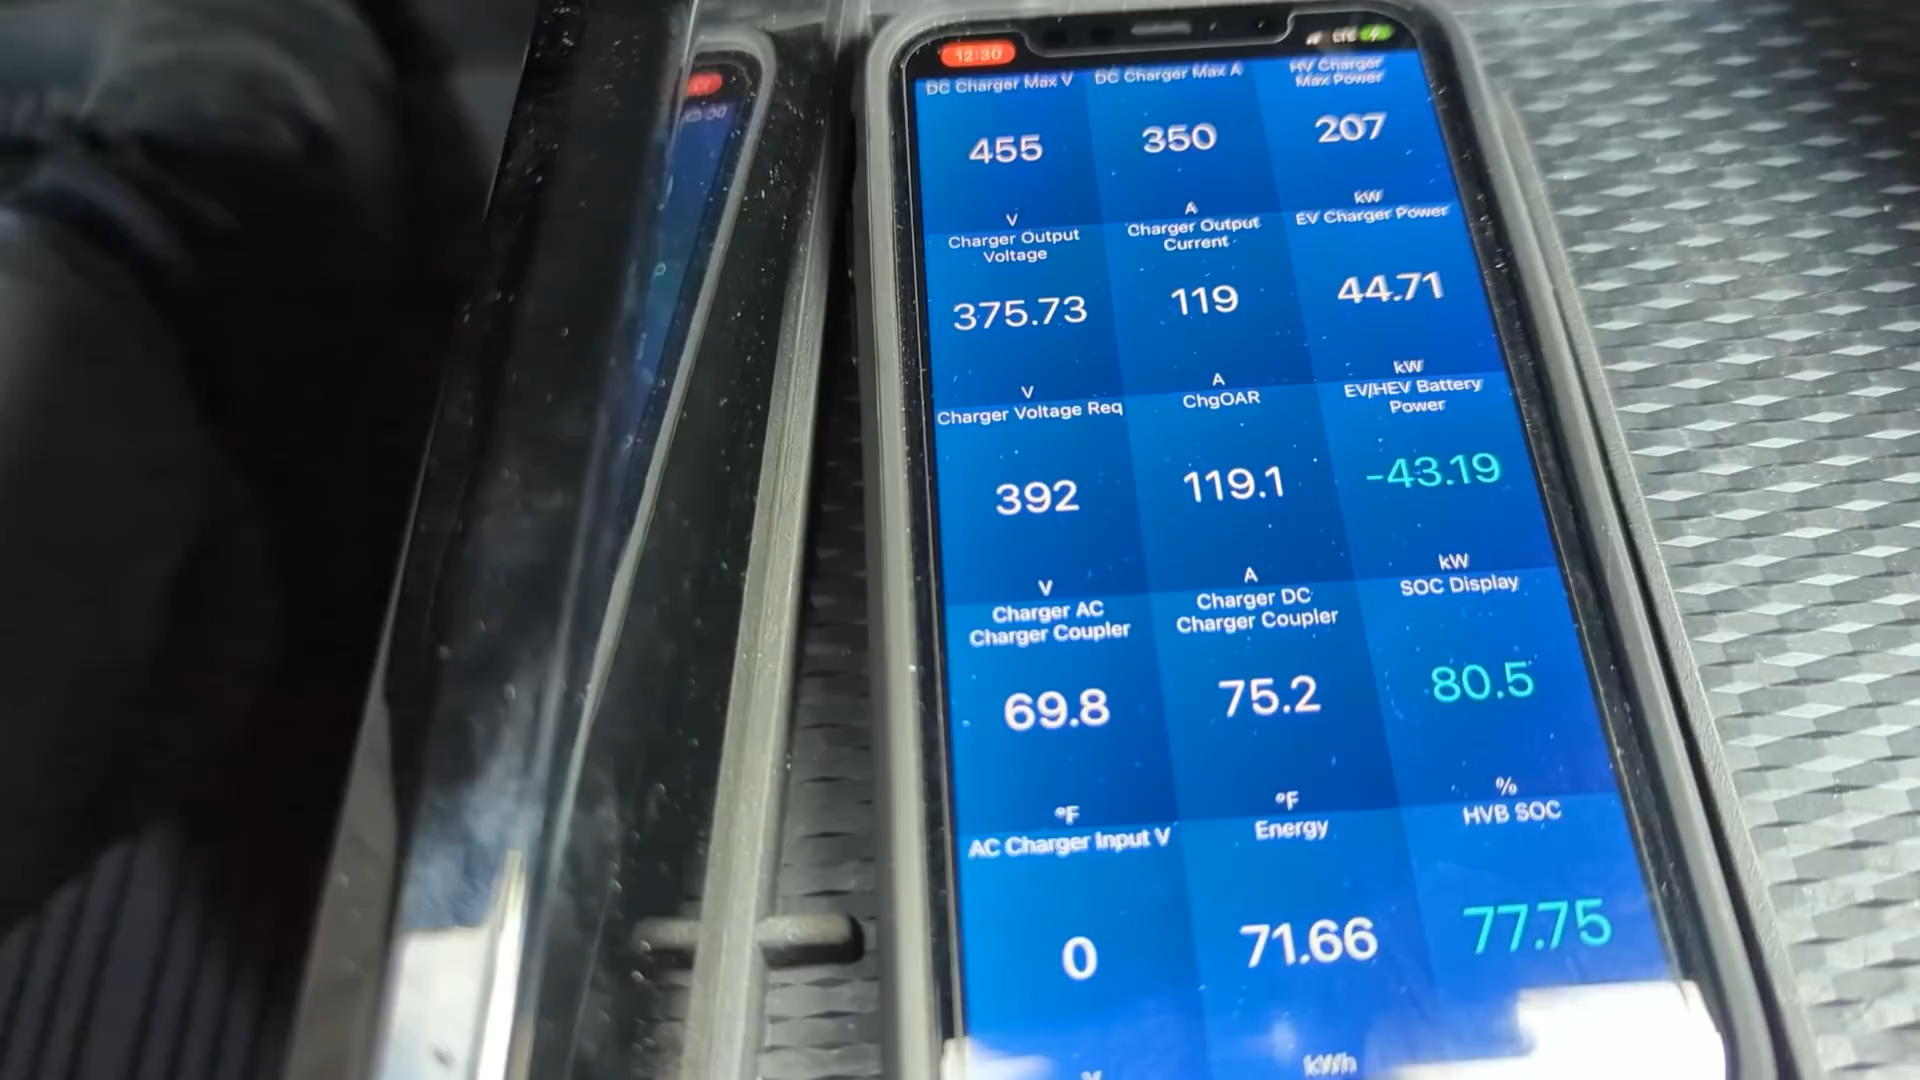 12:30 LTE
DC Charger Max V DC Charger Max A HV Charger
Max Power
455 350 207
V A kW
Charger Output
Voltage
Charger Output
Current
EV Charger Power
375.73 119 44.71
V A kW
Charger Voltage Req ChgOAR EV/HEV Battery
Power
392 119.1 -43.19
V A kW
Charger AC
Charger Coupler
Charger DC
Charger Coupler
SOC Display
69.8 75.2 80.5
°F °F %
AC Charger Input V Energy HVB SOC
0 71.66 77.75
V kWh